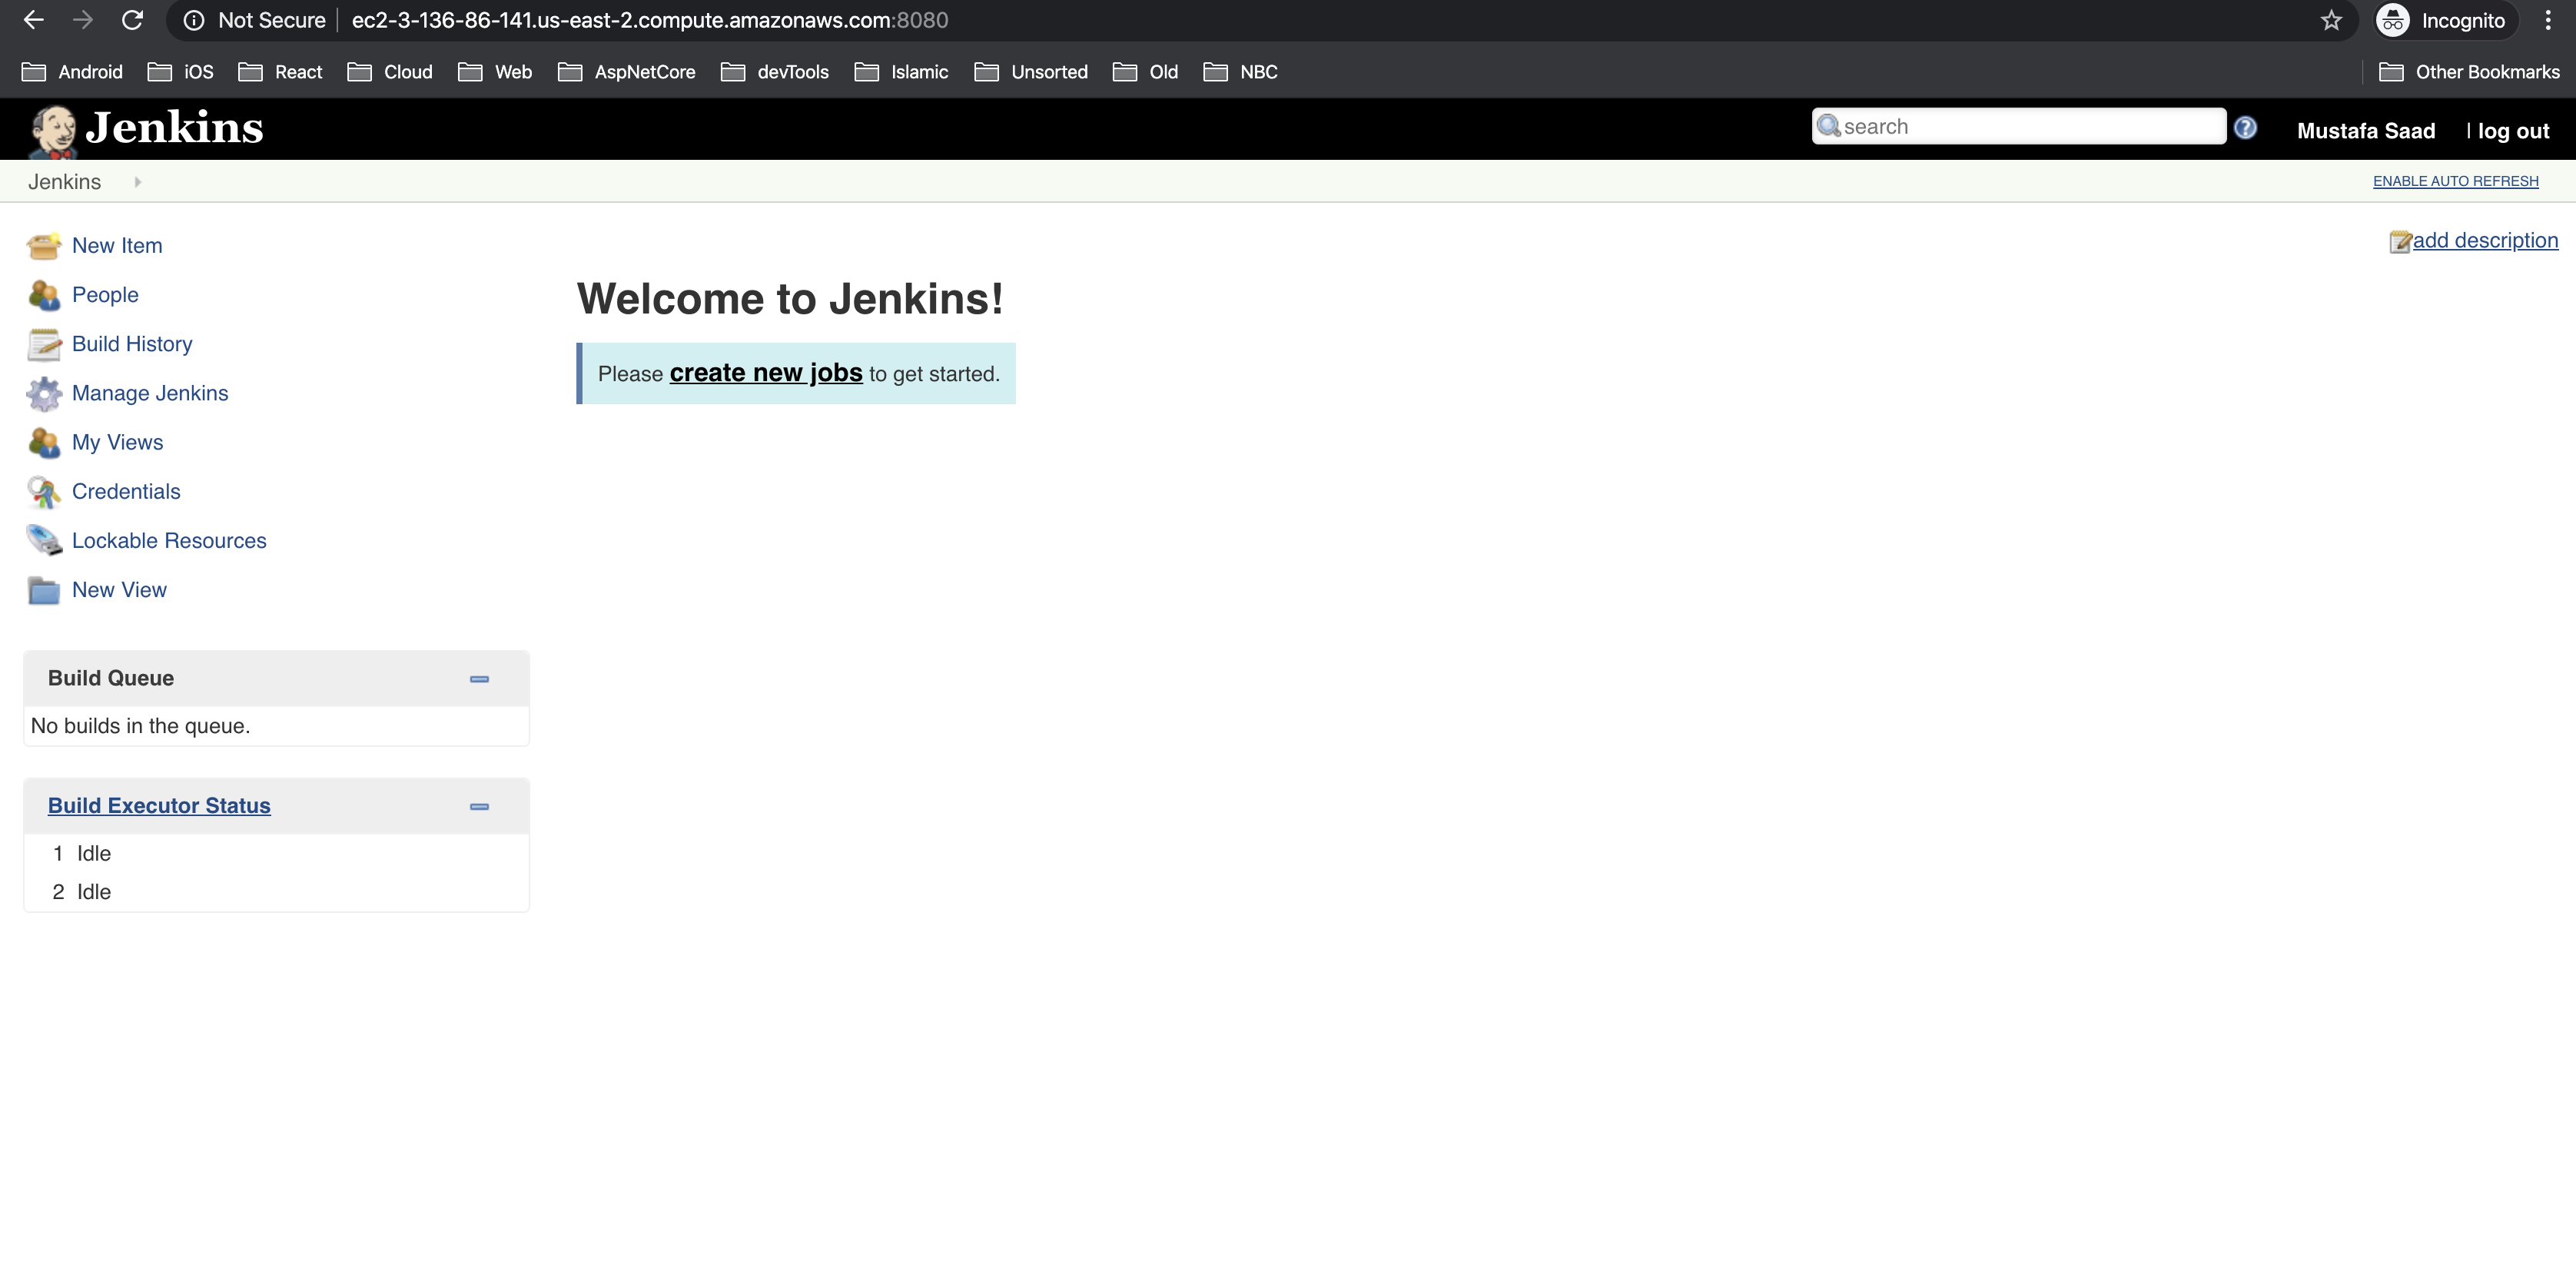 Not Secure ec2-3-136-86-141.us-east-2.compute.amazonaws.com:8080 Incognito
Android iOS React Cloud Web AspNetCore devTools Islamic Unsorted Old NBC Other Bookmarks
Jenkins search ? Mustafa Saad | log out
Jenkins ENABLE AUTO REFRESH
New Item
add description
People
Build History
Manage Jenkins
My Views
Credentials
Lockable Resources
New View
Welcome to Jenkins!
Please create new jobs to get started.
Build Queue
No builds in the queue.
Build Executor Status
1 Idle
2 Idle